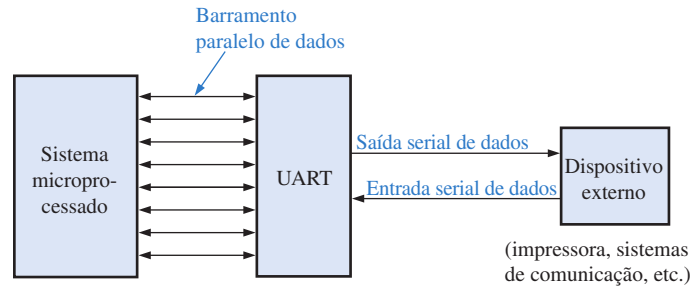 Barramento
paralelo de dados
Sistema
micropro-
cessado
UART
Saída serial de dados
Entrada serial de dados
Dispositivo
externo
(impressora, sistemas
de comunicação, etc.)